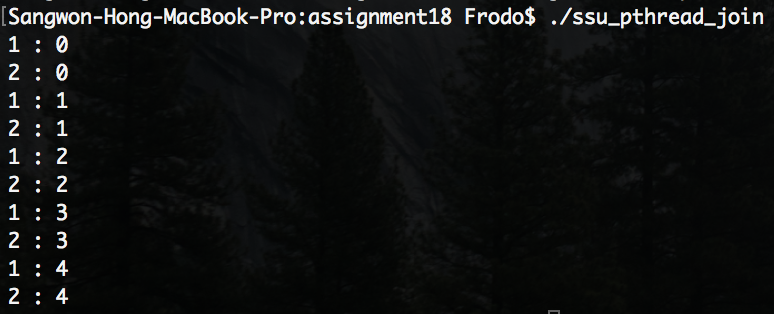 [Sangwon-Hong-MacBook-Pro:assignment18 Frodo$ ./ssu_pthread_join
1 : 0
2 : 0
1 : 1
2 : 1
1 : 2
2 : 2
1 : 3
2 : 3
1 : 4
2 : 4